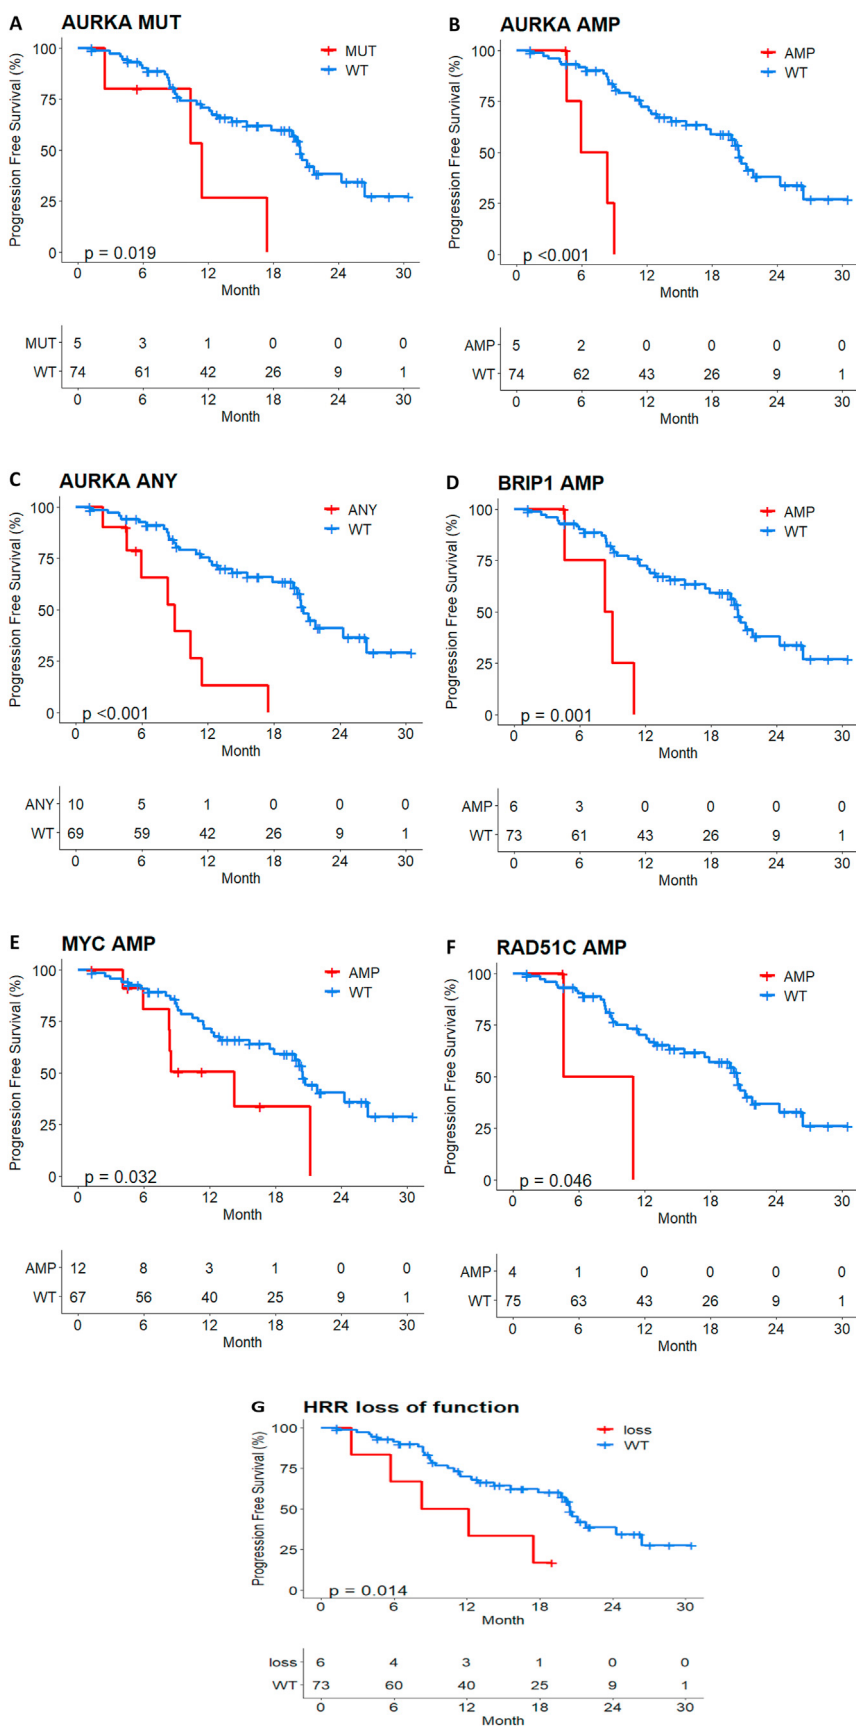 A AURKA MUT
Progression Free Survival (%)
100
75
50
25
0
MUT
WT
p = 0.019
0 6 12 18 24 30
Month
MUT 5 3 1 0 0 0
WT 74 61 42 26 9 1
0 6 12 18 24 30
Month
B AURKA AMP
Progression Free Survival (%)
100
75
50
25
0
AMP
WT
p <0.001
0 6 12 18 24 30
Month
AMP 5 2 0 0 0 0
WT 74 62 43 26 9 1
0 6 12 18 24 30
Month
C AURKA ANY
Progression Free Survival (%)
100
75
50
25
0
ANY
WT
p <0.001
0 6 12 18 24 30
Month
ANY 10 5 1 0 0 0
WT 69 59 42 26 9 1
0 6 12 18 24 30
Month
D BRIP1 AMP
Progression Free Survival (%)
100
75
50
25
0
AMP
WT
p = 0.001
0 6 12 18 24 30
Month
AMP 6 3 0 0 0 0
WT 73 61 43 26 9 1
0 6 12 18 24 30
Month
E MYC AMP
Progression Free Survival (%)
100
75
50
25
0
AMP
WT
p = 0.032
0 6 12 18 24 30
Month
AMP 12 8 3 1 0 0
WT 67 56 40 25 9 1
0 6 12 18 24 30
Month
F RAD51C AMP
Progression Free Survival (%)
100
75
50
25
0
AMP
WT
p = 0.046
0 6 12 18 24 30
Month
AMP 4 1 0 0 0 0
WT 75 63 43 26 9 1
0 6 12 18 24 30
Month
G HRR loss of function
Progression Free Survival (%)
100
75
50
25
0
loss
WT
p = 0.014
0 6 12 18 24 30
Month
loss 6 4 3 1 0 0
WT 73 60 40 25 9 1
0 6 12 18 24 30
Month